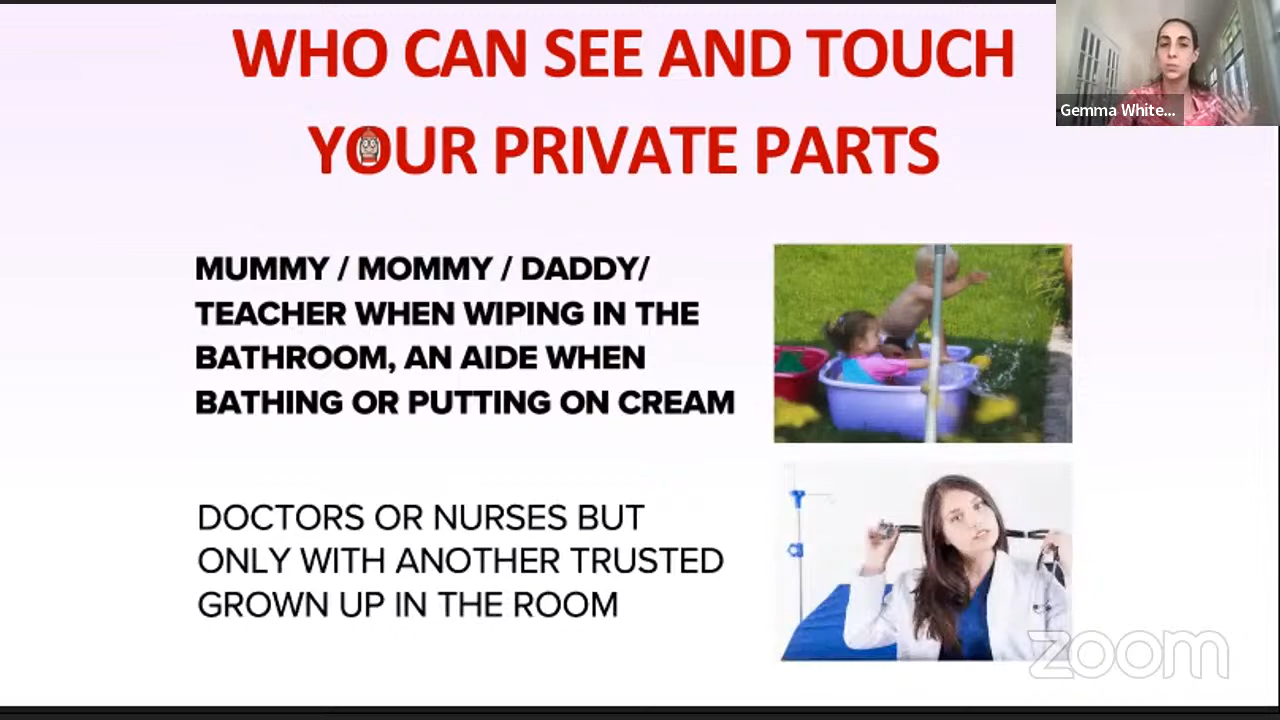 WHO CAN SEE AND TOUCH
YOUR PRIVATE PARTS
Gemma White...
MUMMY / MOMMY / DADDY/
TEACHER WHEN WIPING IN THE
BATHROOM, AN AIDE WHEN
BATHING OR PUTTING ON CREAM
DOCTORS OR NURSES BUT
ONLY WITH ANOTHER TRUSTED
GROWN UP IN THE ROOM
zoom